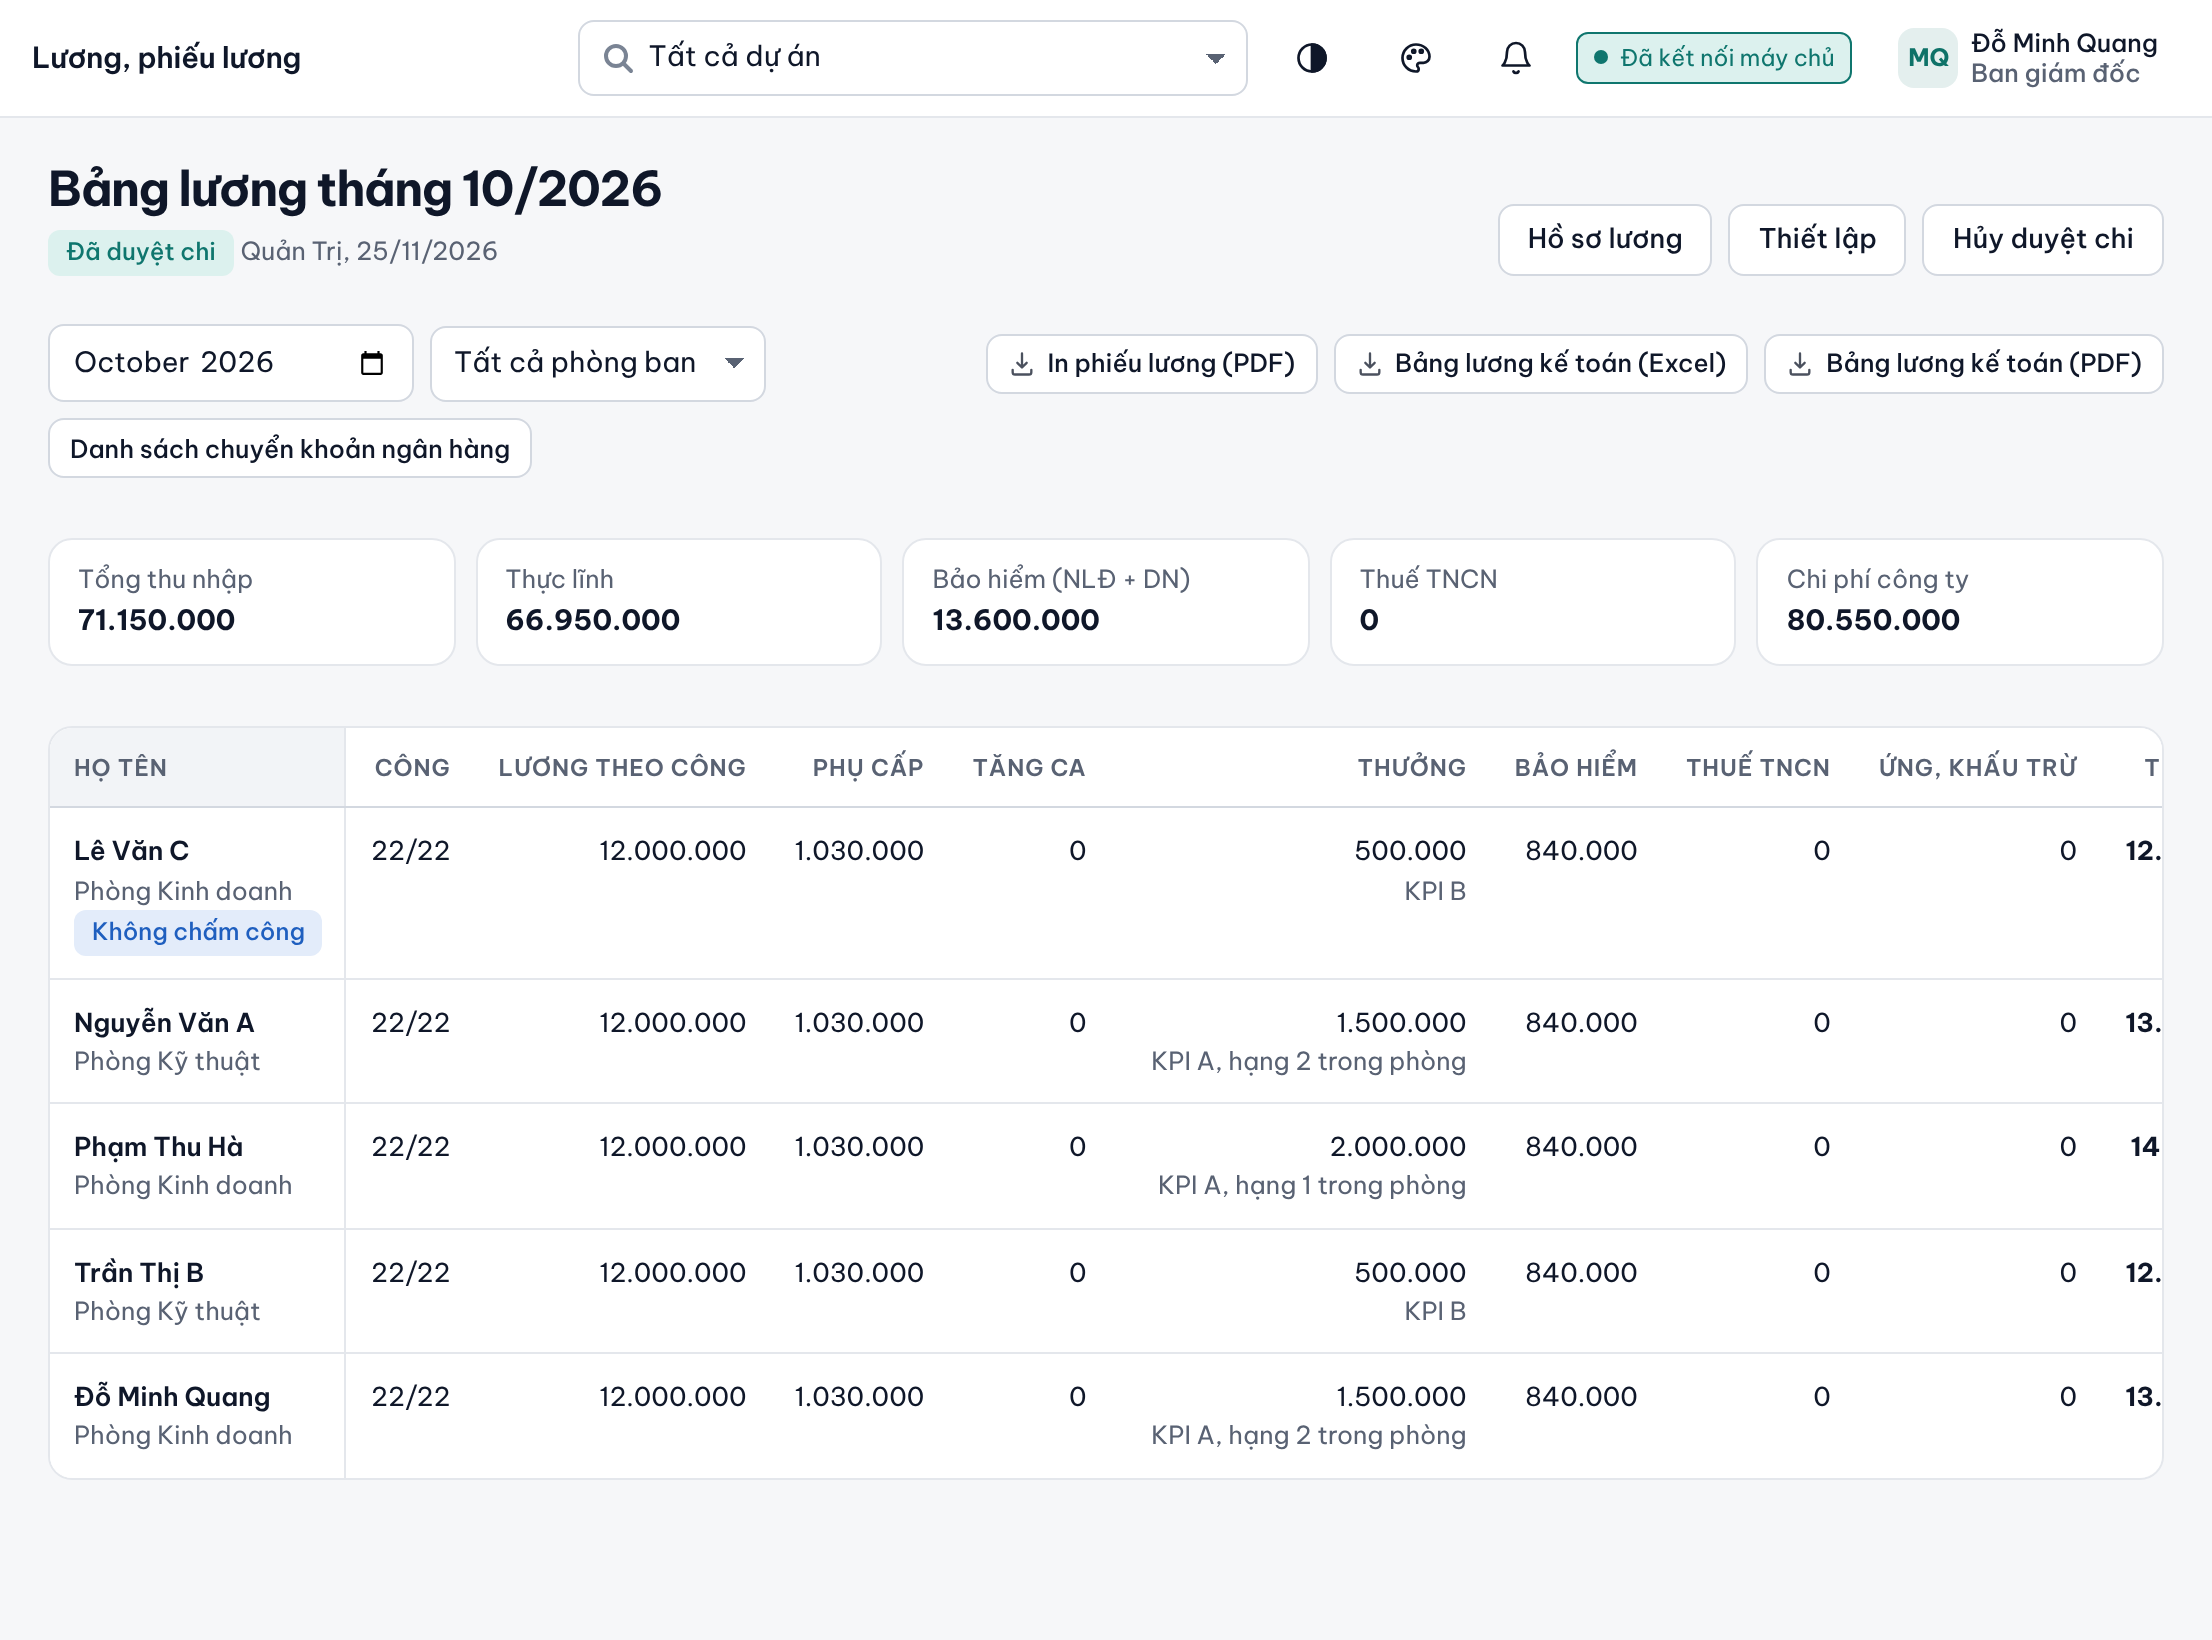 Lương, phiếu lương
Tất cả dự án
Đã kết nối máy chủ
MQ
Đỗ Minh Quang
Ban giám đốc
Bảng lương tháng 10/2026
Đã duyệt chi Quản Trị, 25/11/2026
Hồ sơ lương
Thiết lập
Hủy duyệt chi
October 2026
Tất cả phòng ban
In phiếu lương (PDF)
Bảng lương kế toán (Excel)
Bảng lương kế toán (PDF)
Danh sách chuyển khoản ngân hàng
Tổng thu nhập
71.150.000
Thực lĩnh
66.950.000
Bảo hiểm (NLĐ + DN)
13.600.000
Thuế TNCN
0
Chi phí công ty
80.550.000
HỌ TÊN CÔNG LƯƠNG THEO CÔNG PHỤ CẤP TĂNG CA THƯỞNG BẢO HIỂM THUẾ TNCN ỨNG, KHẤU TRỪ T
Lê Văn C 22/22 12.000.000 1.030.000 0 500.000 840.000 0 0 12.
Phòng Kinh doanh KPI B
Không chấm công
Nguyễn Văn A 22/22 12.000.000 1.030.000 0 1.500.000 840.000 0 0 13.
Phòng Kỹ thuật KPI A, hạng 2 trong phòng
Phạm Thu Hà 22/22 12.000.000 1.030.000 0 2.000.000 840.000 0 0 14
Phòng Kinh doanh KPI A, hạng 1 trong phòng
Trần Thị B 22/22 12.000.000 1.030.000 0 500.000 840.000 0 0 12.
Phòng Kỹ thuật KPI B
Đỗ Minh Quang 22/22 12.000.000 1.030.000 0 1.500.000 840.000 0 0 13.
Phòng Kinh doanh KPI A, hạng 2 trong phòng